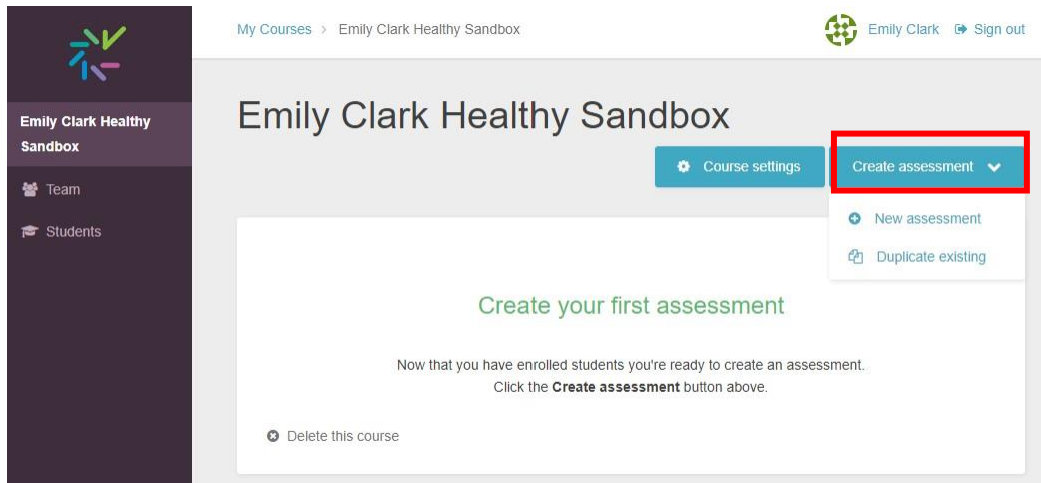 My Courses > Emily Clark Healthy Sandbox
Emily Clark
Sign out
Emily Clark Healthy
Sandbox
Team
Students
Emily Clark Healthy Sandbox
Course settings
Create assessment
New assessment
Duplicate existing
Create your first assessment
Now that you have enrolled students you're ready to create an assessment.
Click the Create assessment button above.
Delete this course